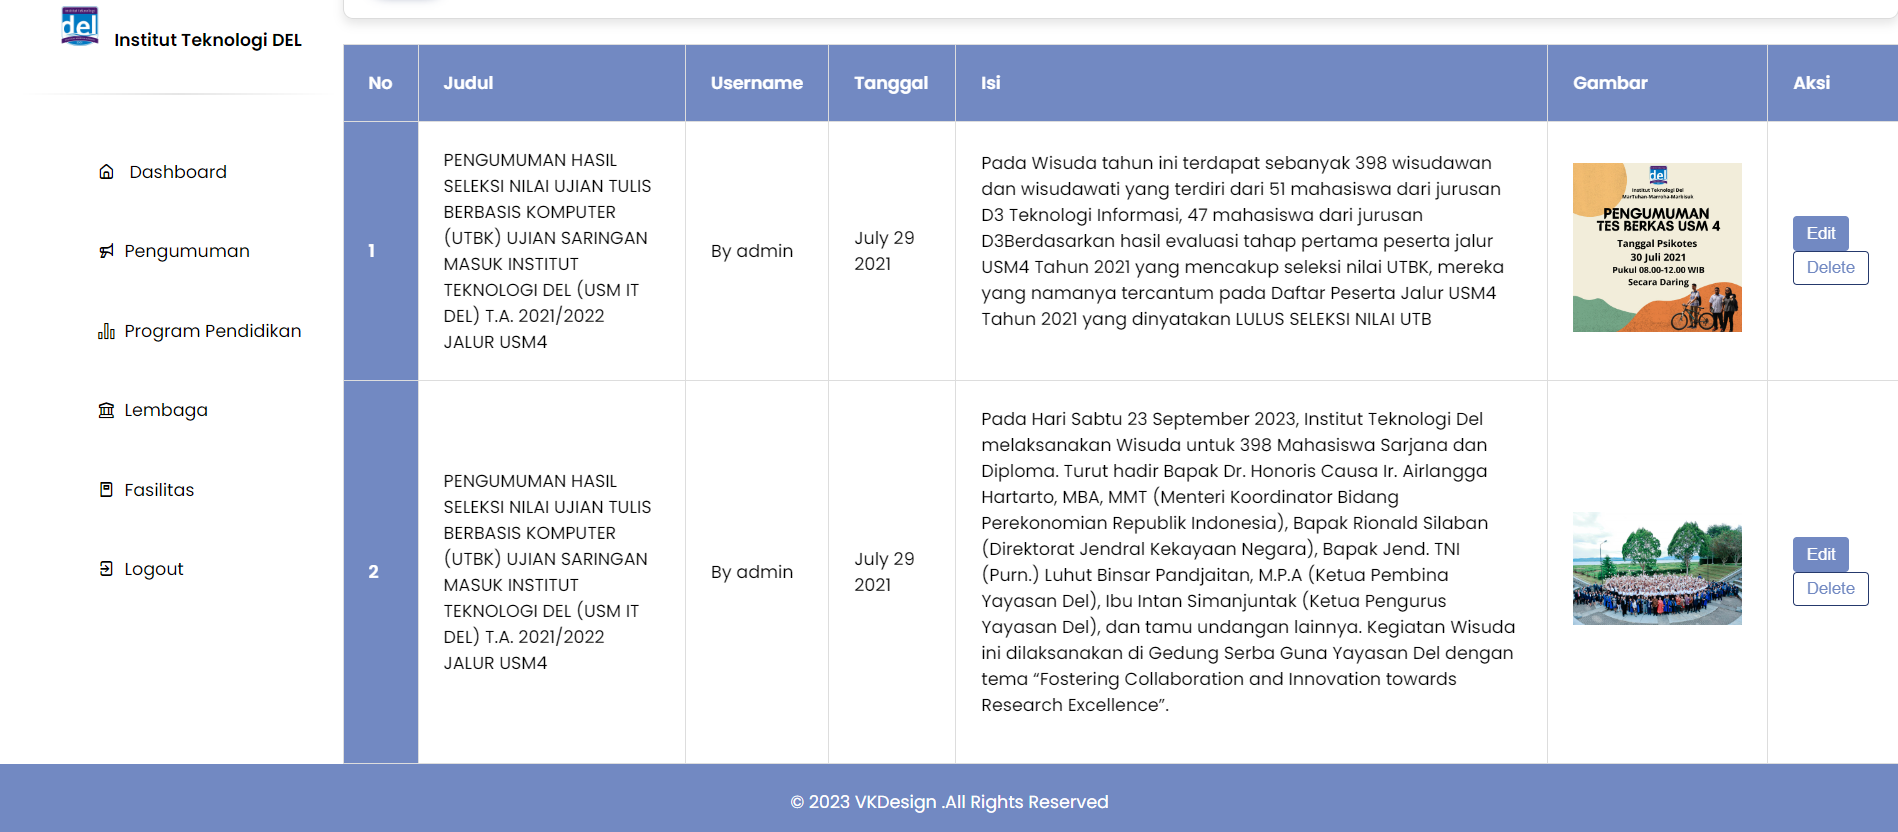 del
Institut Teknologi DEL
Dashboard
Pengumuman
Program Pendidikan
Lembaga
Fasilitas
Logout
No
Judul
Username
Tanggal
Isi
Gambar
Aksi
1
PENGUMUMAN HASIL
SELEKSI NILAI UJIAN TULIS
BERBASIS KOMPUTER
(UTBK) UJIAN SARINGAN
MASUK INSTITUT
TEKNOLOGI DEL (USM IT
DEL) T.A. 2021/2022
JALUR USM4
By admin
July 29
2021
Pada Wisuda tahun ini terdapat sebanyak 398 wisudawan
dan wisudawati yang terdiri dari 51 mahasiswa dari jurusan
D3 Teknologi Informasi, 47 mahasiswa dari jurusan
D3Berdasarkan hasil evaluasi tahap pertama peserta jalur
USM4 Tahun 2021 yang mencakup seleksi nilai UTBK, mereka
yang namanya tercantum pada Daftar Peserta Jalur USM4
Tahun 2021 yang dinyatakan LULUS SELEKSI NILAI UTB
del
Institut Teknologi Del
MarTuhan-Marroha-Marbisuk
PENGUMUMAN
TES BERKAS USM 4
Tanggal Psikotes
30 Juli 2021
Pukul 08.00-12.00 WIB
Secara Daring
Edit
Delete
2
PENGUMUMAN HASIL
SELEKSI NILAI UJIAN TULIS
BERBASIS KOMPUTER
(UTBK) UJIAN SARINGAN
MASUK INSTITUT
TEKNOLOGI DEL (USM IT
DEL) T.A. 2021/2022
JALUR USM4
By admin
July 29
2021
Pada Hari Sabtu 23 September 2023, Institut Teknologi Del
melaksanakan Wisuda untuk 398 Mahasiswa Sarjana dan
Diploma. Turut hadir Bapak Dr. Honoris Causa Ir. Airlangga
Hartarto, MBA, MMT (Menteri Koordinator Bidang
Perekonomian Republik Indonesia), Bapak Rionald Silaban
(Direktorat Jendral Kekayaan Negara), Bapak Jend. TNI
(Purn.) Luhut Binsar Pandjaitan, M.P.A (Ketua Pembina
Yayasan Del), Ibu Intan Simanjuntak (Ketua Pengurus
Yayasan Del), dan tamu undangan lainnya. Kegiatan Wisuda
ini dilaksanakan di Gedung Serba Guna Yayasan Del dengan
tema “Fostering Collaboration and Innovation towards
Research Excellence”.
Edit
Delete
© 2023 VKDesign .All Rights Reserved